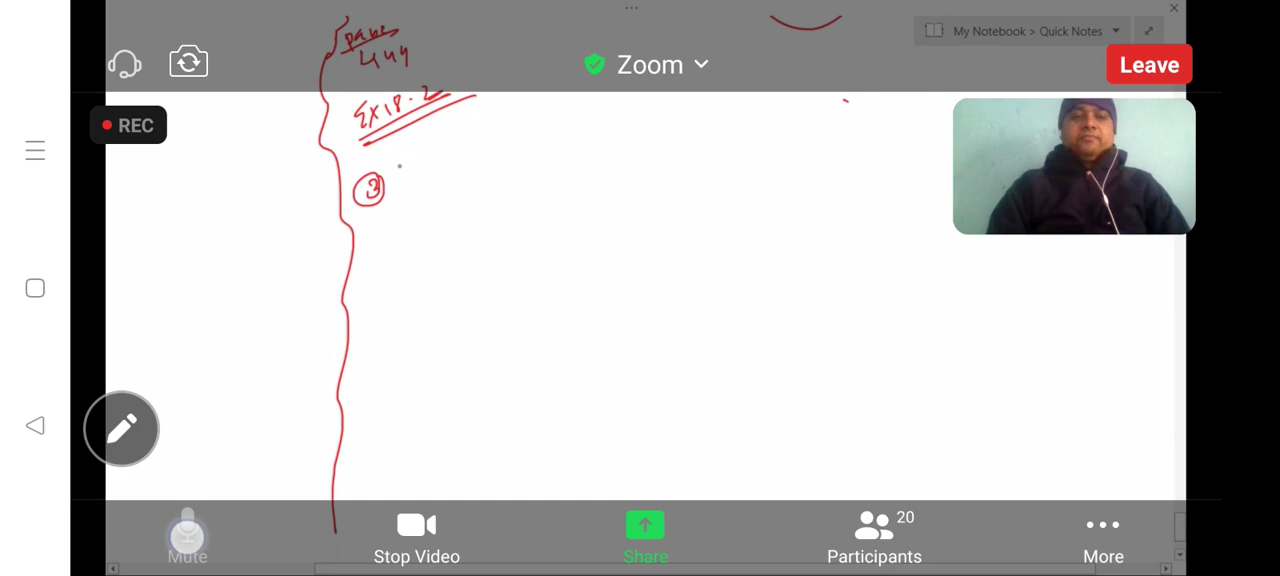 page
444
My Notebook > Quick Notes
Zoom
Leave
Ex 18.2
REC
3
20
Mute
Stop Video
Share
Participants
More